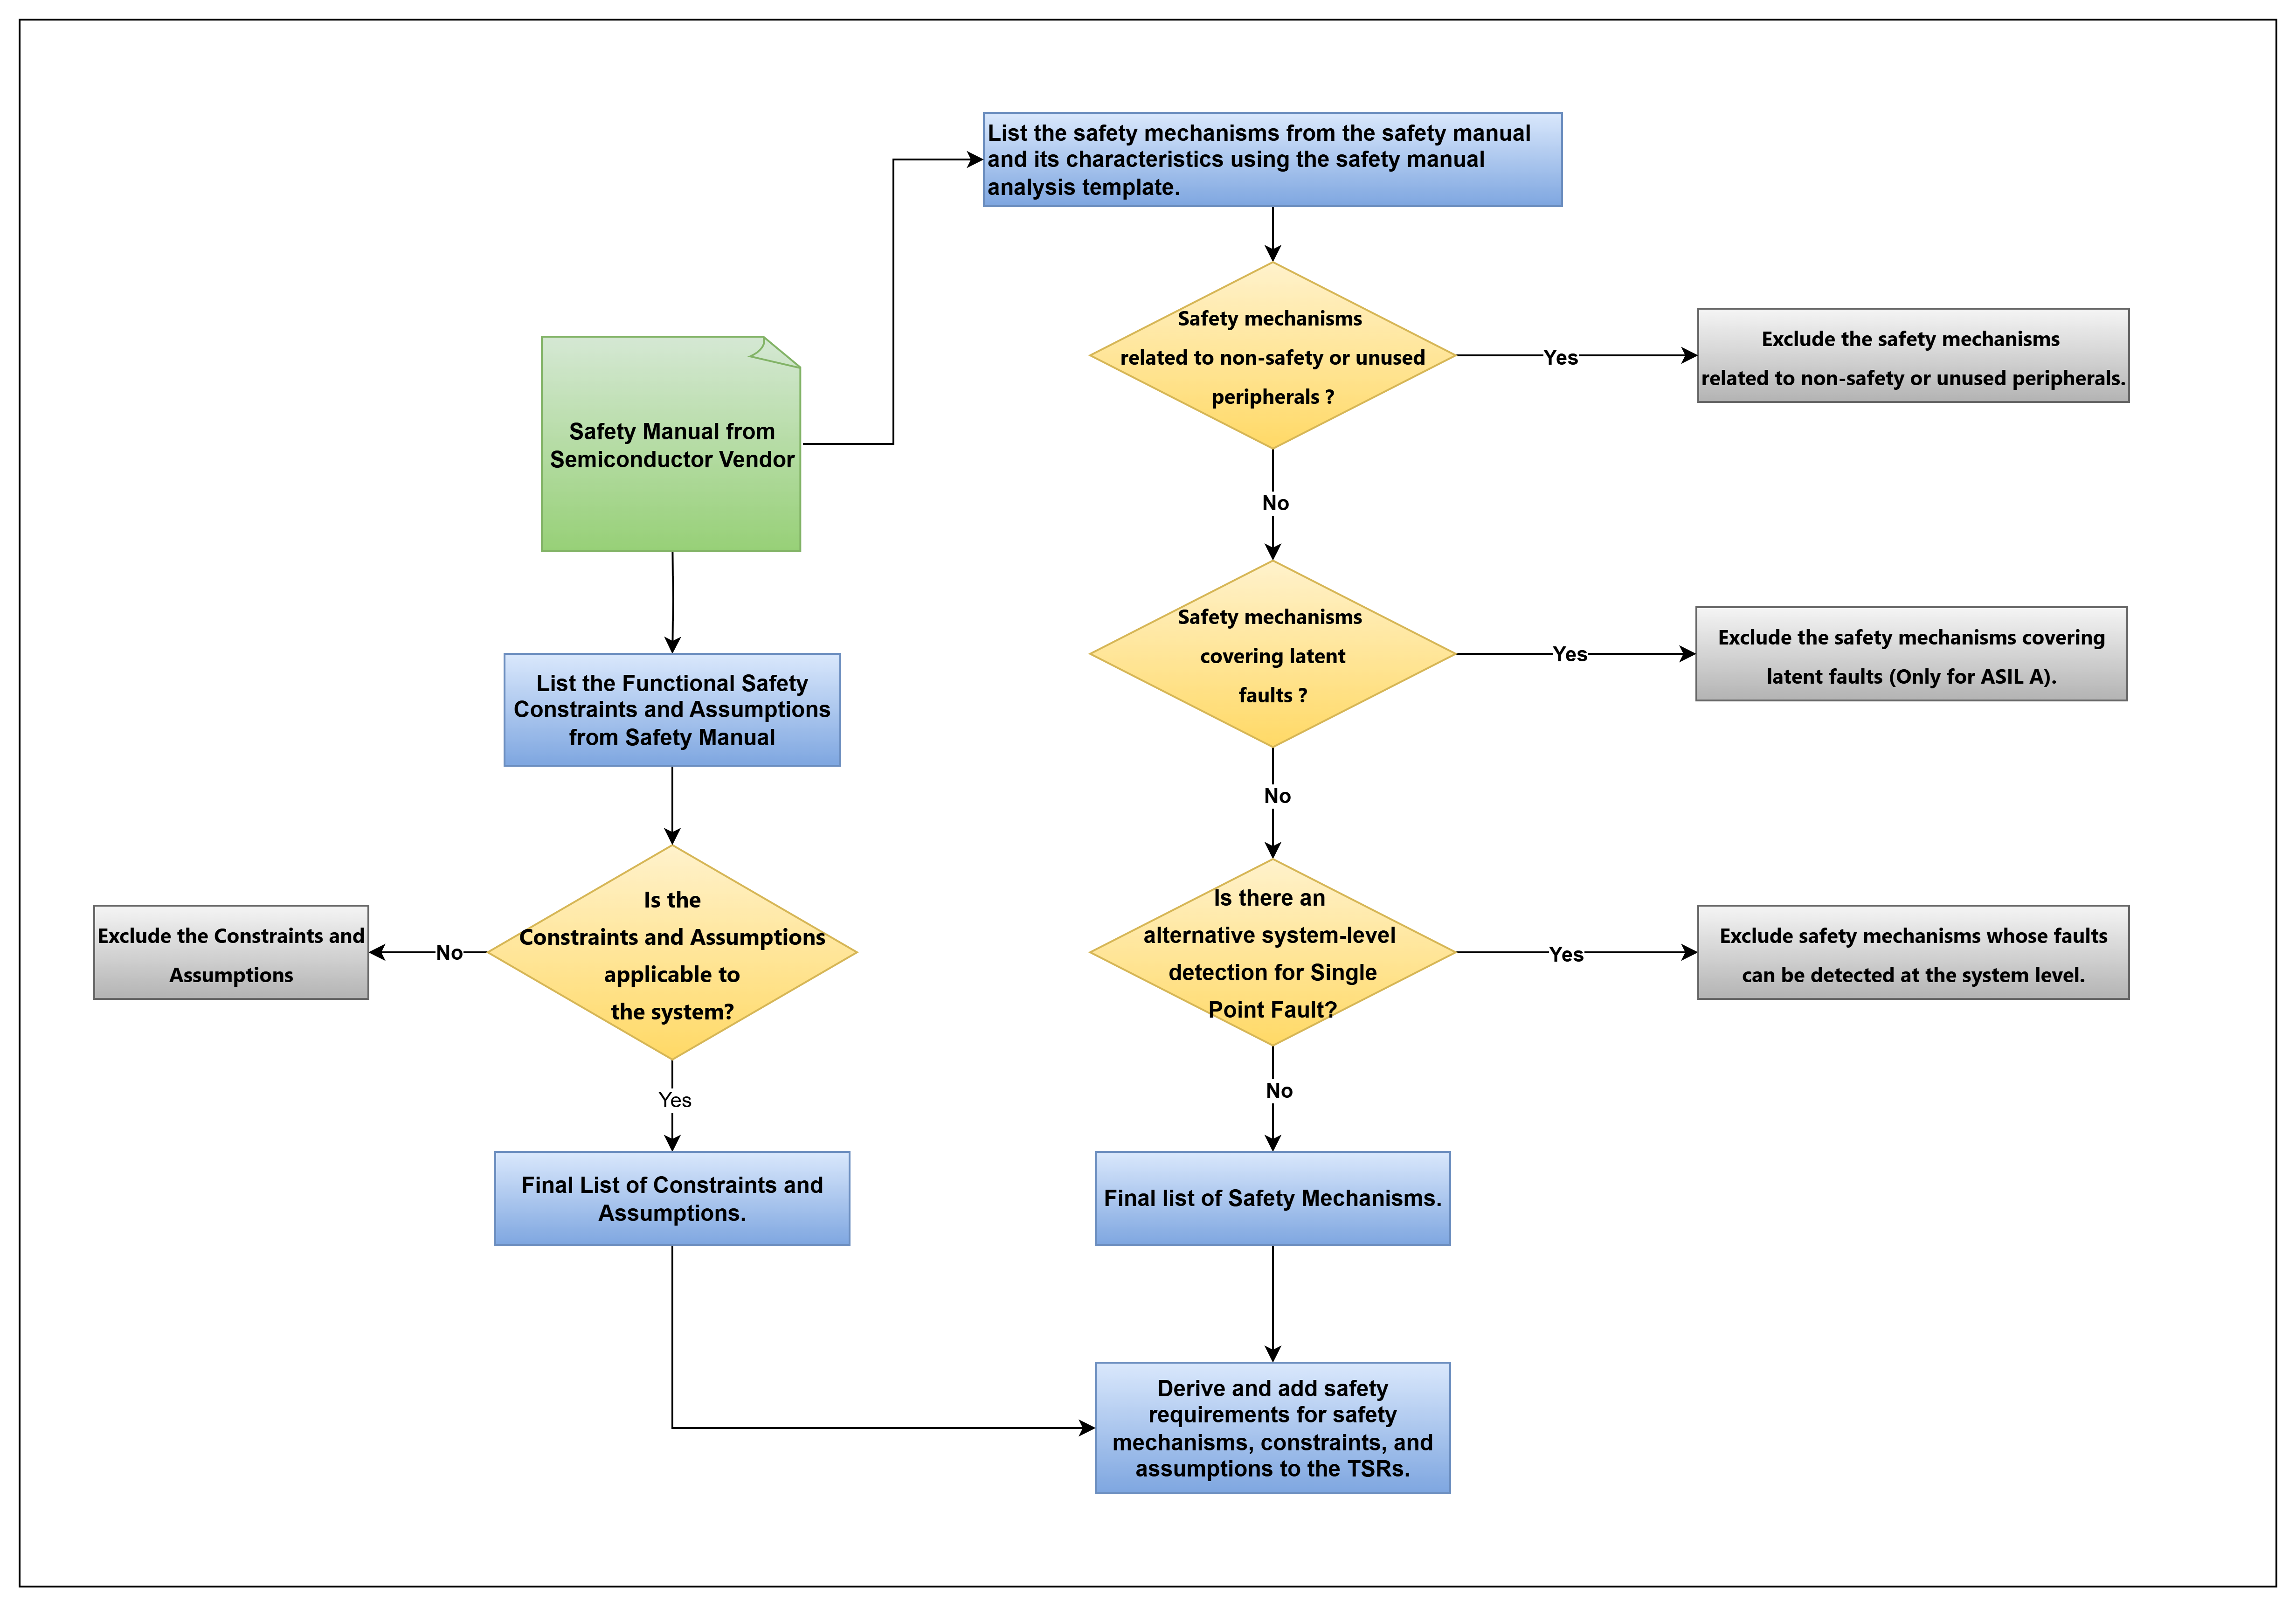 List the safety mechanisms from the safety manual
and its characteristics using the safety manual
analysis template.
Safety mechanisms
related to non-safety or unused
peripherals ?
Yes
Exclude the safety mechanisms
related to non-safety or unused peripherals.
Safety Manual from
Semiconductor Vendor
No
Safety mechanisms
covering latent
faults ?
Yes
Exclude the safety mechanisms covering
latent faults (Only for ASIL A).
List the Functional Safety
Constraints and Assumptions
from Safety Manual
No
Is the
Constraints and Assumptions
applicable to
the system?
No
Exclude the Constraints and
Assumptions
Is there an
alternative system-level
detection for Single
Point Fault?
Yes
Exclude safety mechanisms whose faults
can be detected at the system level.
Yes
No
Final List of Constraints and
Assumptions.
Final list of Safety Mechanisms.
Derive and add safety
requirements for safety
mechanisms, constraints, and
assumptions to the TSRs.